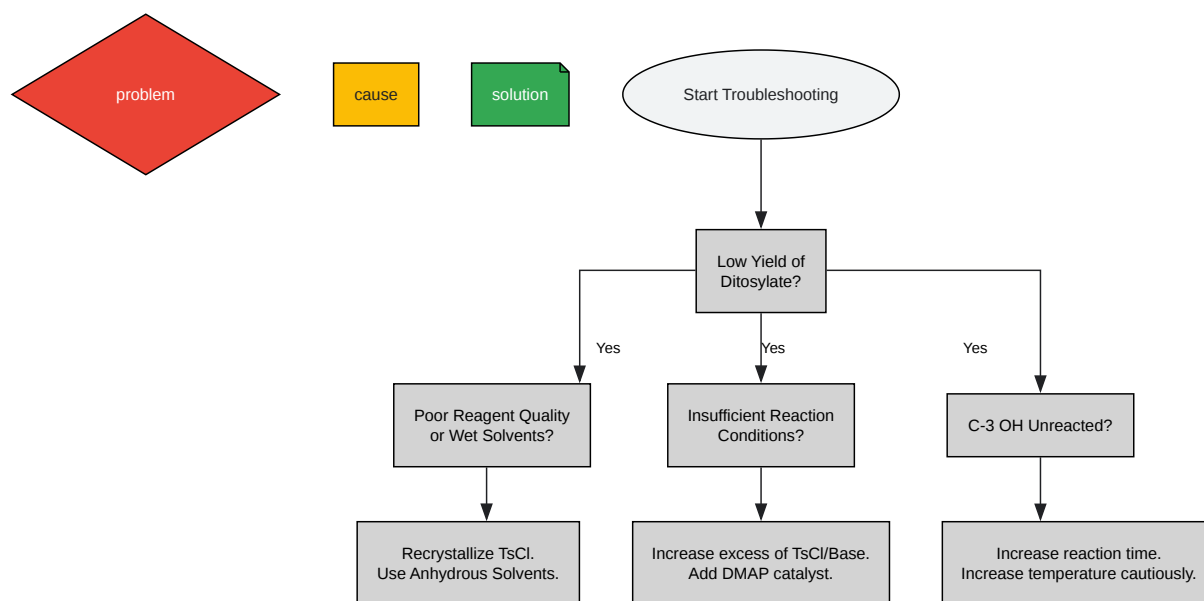 problem
cause
solution
Start Troubleshooting
Low Yield of
Ditosylate?
Yes
Yes
Yes
Poor Reagent Quality
or Wet Solvents?
Insufficient Reaction
Conditions?
C-3 OH Unreacted?
Recrystallize TsCl.
Use Anhydrous Solvents.
Increase excess of TsCl/Base.
Add DMAP catalyst.
Increase reaction time.
Increase temperature cautiously.